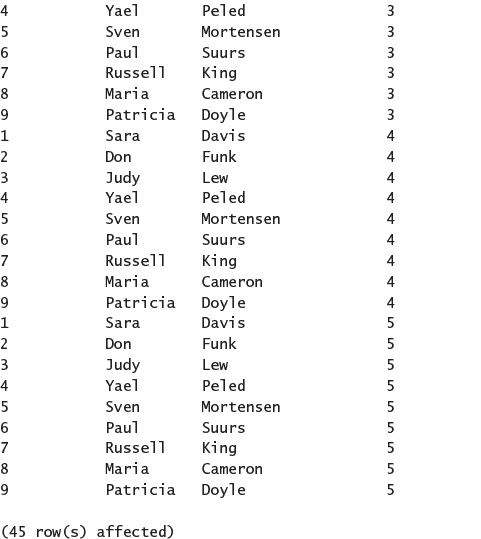 4 Yael Peled 3
5 Sven Mortensen 3
6 Paul Suurs 3
7 Russell King 3
8 Maria Cameron 3
9 Patricia Doyle 3
1 Sara Davis 4
2 Don Funk 4
3 Judy Lew 4
4 Yael Peled 4
5 Sven Mortensen 4
6 Paul Suurs 4
7 Russell King 4
8 Maria Cameron 4
9 Patricia Doyle 4
1 Sara Davis 5
2 Don Funk 5
3 Judy Lew 5
4 Yael Peled 5
5 Sven Mortensen 5
6 Paul Suurs 5
7 Russell King 5
8 Maria Cameron 5
9 Patricia Doyle 5
(45 row(s) affected)